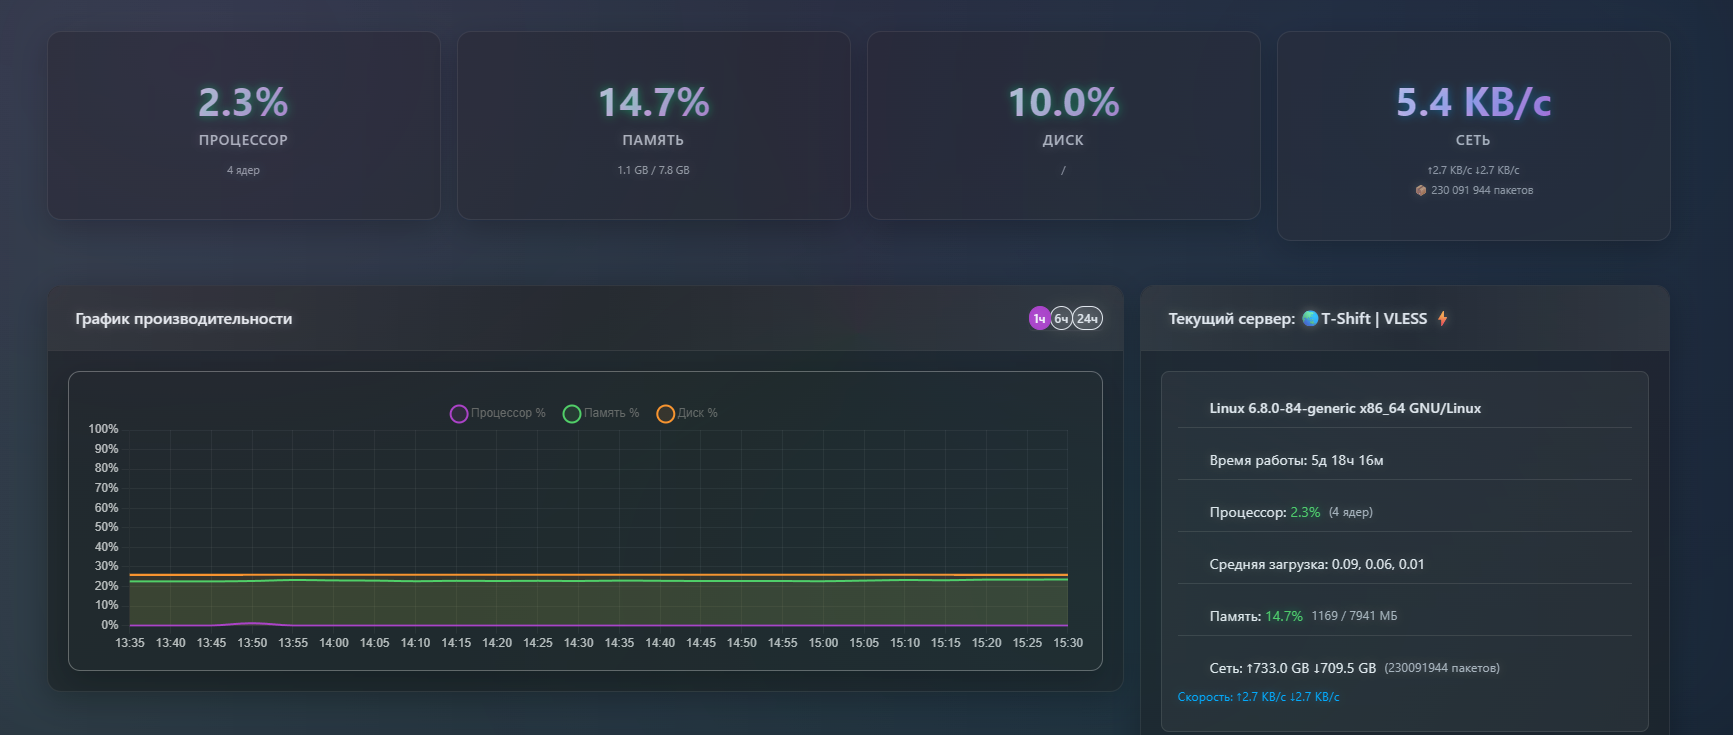 2.3%
ПРОЦЕССОР
4 ядер
14.7%
ПАМЯТЬ
1.1 GB / 7.8 GB
10.0%
ДИСК
/
5.4 KB/c
СЕТЬ
↑2.7 KB/c ↓2.7 KB/c
📦 230 091 944 пакетов
График производительности
1ч 6ч 24ч
Процессор % Память % Диск %
100%
90%
80%
70%
60%
50%
40%
30%
20%
10%
0%
13:35 13:40 13:45 13:50 13:55 14:00 14:05 14:10 14:15 14:20 14:25 14:30 14:35 14:40 14:45 14:50 14:55 15:00 15:05 15:10 15:15 15:20 15:25 15:30
Текущий сервер: 🌍 T-Shift | VLESS ⚡
Linux 6.8.0-84-generic x86_64 GNU/Linux
Время работы: 5д 18ч 16м
Процессор: 2.3% (4 ядер)
Средняя загрузка: 0.09, 0.06, 0.01
Память: 14.7% 1169 / 7941 МБ
Сеть: ↑733.0 GB ↓709.5 GB (230091944 пакетов)
Скорость: ↑2.7 KB/c ↓2.7 KB/c